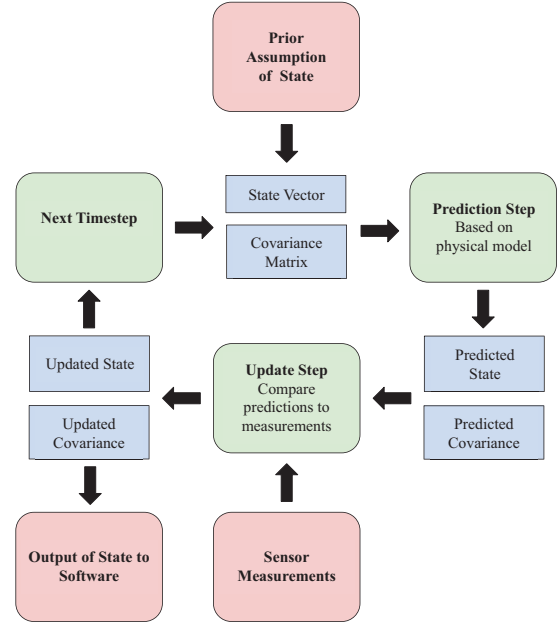 Prior
Assumption
of State
Next Timestep
State Vector
Covariance
Matrix
Prediction Step
Based on
physical model
Updated State
Updated
Covariance
Update Step
Compare
predictions to
measurements
Predicted
State
Predicted
Covariance
Output of State to
Software
Sensor
Measurements